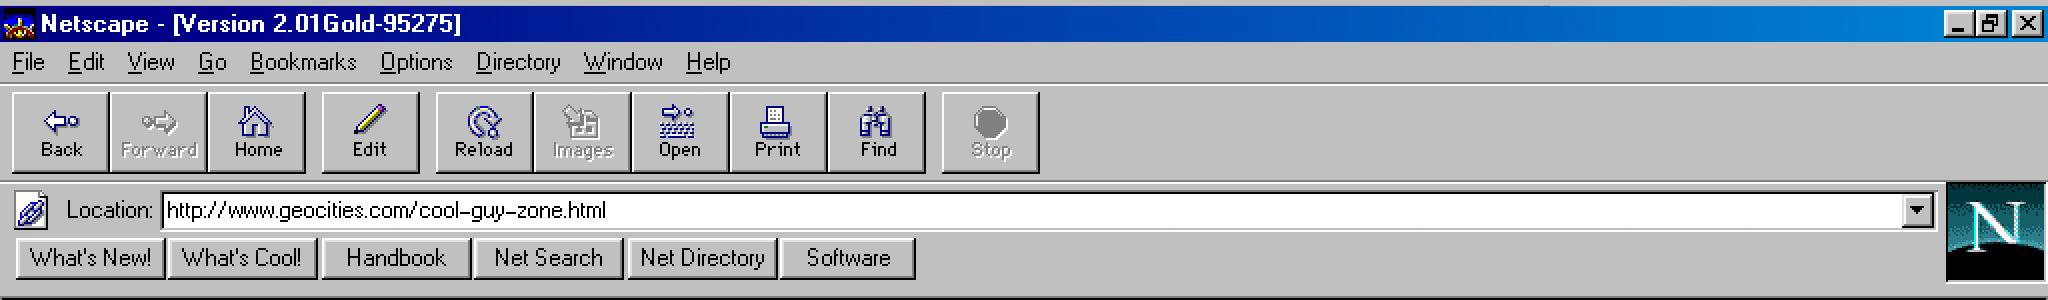 Netscape - [Version 2.01Gold-95275]
File Edit View Go Bookmarks Options Directory Window Help
Back Forward Home Edit Reload Images Open Print Find Stop
Location: http://www.geocities.com/cool-guy-zone.html
N
What's New! What's Cool! Handbook Net Search Net Directory Software